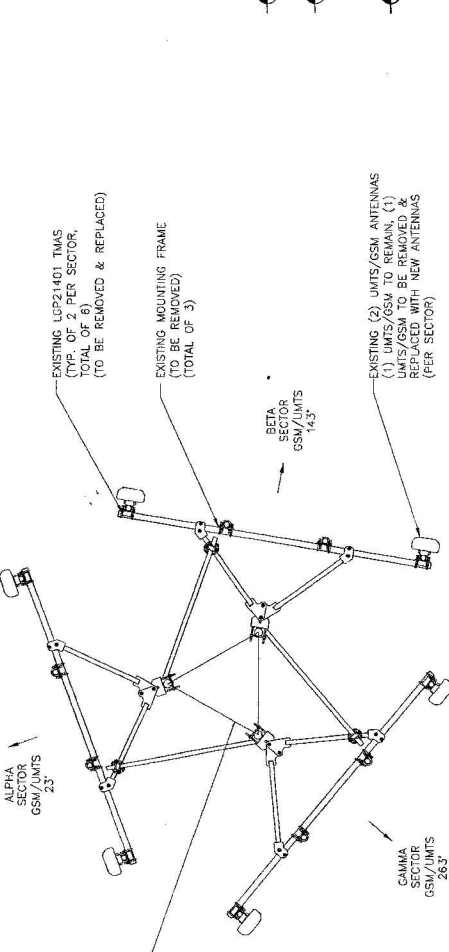 EXISTING LGP21401 TMAS
(TYP. OF 2 PER SECTOR,
TOTAL OF 6)
(TO BE REMOVED & REPLACED)
EXISTING MOUNTING FRAME
(TO BE REMOVED)
(TOTAL OF 3)
EXISTING (2) UMTS/GSM ANTENNAS
(1) UMTS/GSM TO REMAIN, (1)
UMTS/GSM TO BE REMOVED &
REPLACED WITH NEW ANTENNAS
(PER SECTOR)
ALPHA
SECTOR
GSM/UMTS
23°
BETA
SECTOR
GSM/UMTS
143°
GAMMA
SECTOR
GSM/UMTS
263°